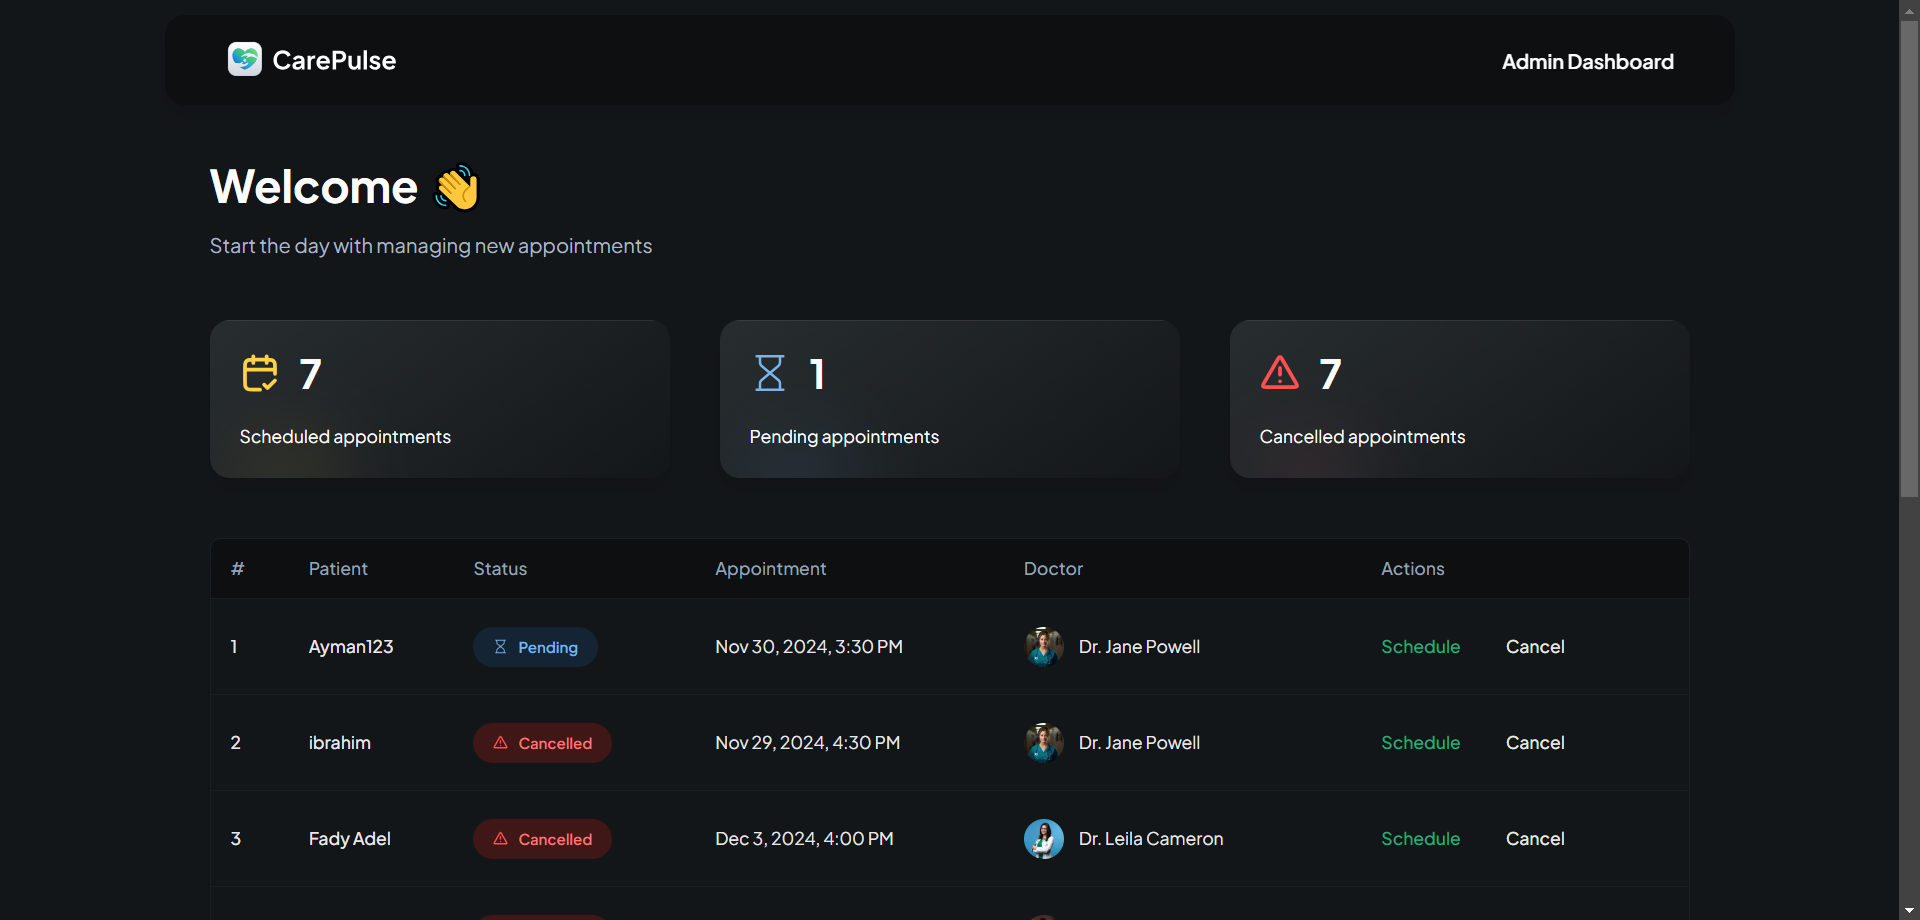 CarePulse
Admin Dashboard
Welcome 👋
Start the day with managing new appointments
7
Scheduled appointments
1
Pending appointments
7
Cancelled appointments
# Patient Status Appointment Doctor Actions
1 Ayman123 Pending Nov 30, 2024, 3:30 PM Dr. Jane Powell Schedule Cancel
2 ibrahim Cancelled Nov 29, 2024, 4:30 PM Dr. Jane Powell Schedule Cancel
3 Fady Adel Cancelled Dec 3, 2024, 4:00 PM Dr. Leila Cameron Schedule Cancel